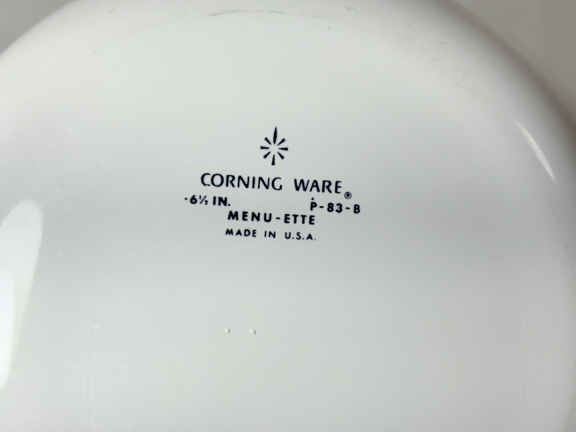 CORNING WARE®
6½ IN. P-83-B
MENU-ETTE
MADE IN U.S.A.